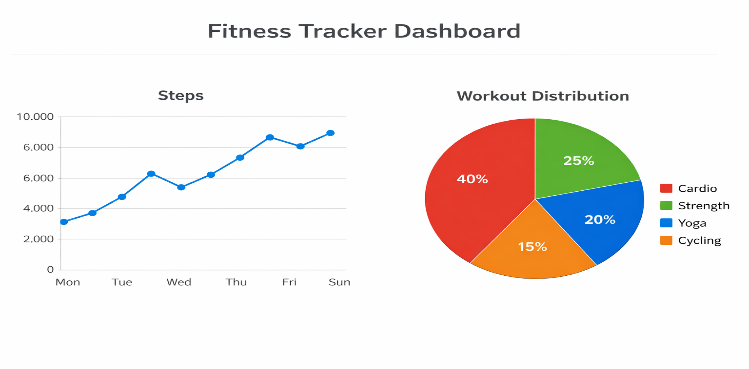 Fitness Tracker Dashboard
Steps
10.000
6,000
6,000
4,000
2,000
0
Mon Tue Wed Thu Fri Sun
Workout Distribution
40%
25%
20%
15%
Cardio
Strength
Yoga
Cycling